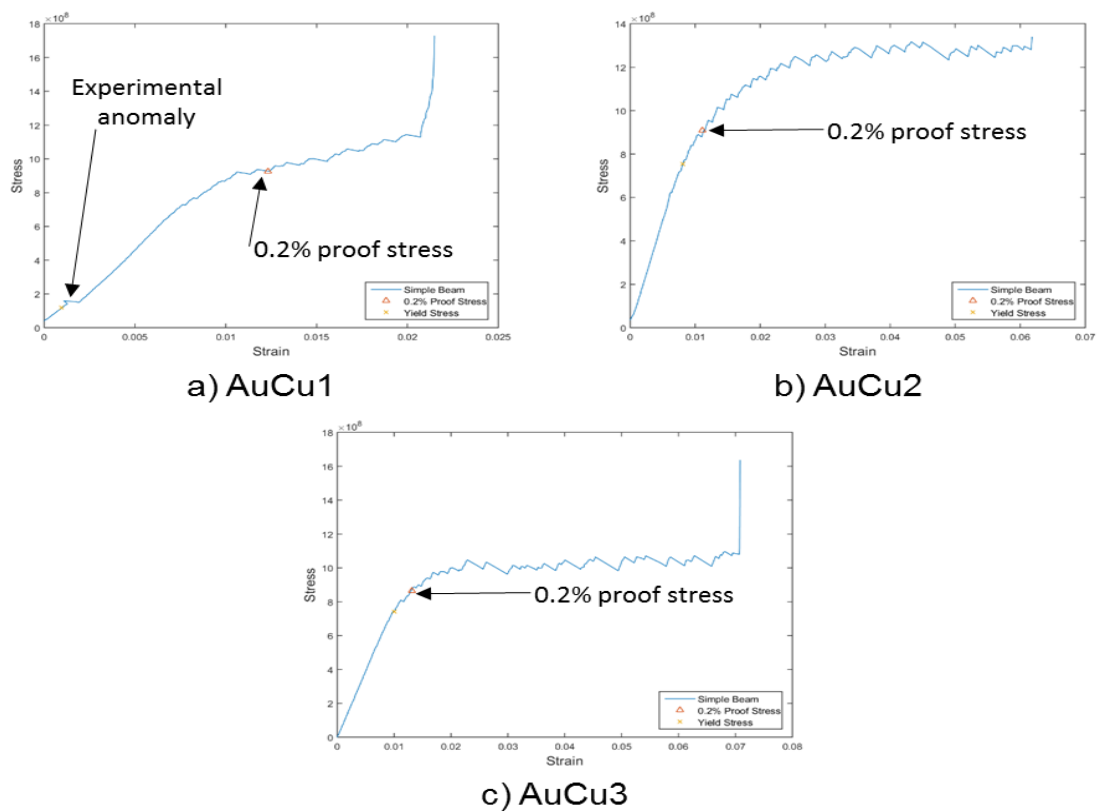 ×10⁸
18
16
14
12
10
8
6
4
2
0
Stress
Experimental
anomaly
0.2% proof stress
Simple Beam
0.2% Proof Stress
Yield Stress
0
0.005
0.01
0.015
0.02
0.025
Strain
a) AuCu1
×10⁸
14
12
10
8
6
4
2
0
Stress
0.2% proof stress
Simple Beam
0.2% Proof Stress
Yield Stress
0
0.01
0.02
0.03
0.04
0.05
0.06
0.07
Strain
b) AuCu2
×10⁸
18
16
14
12
10
8
6
4
2
0
Stress
0.2% proof stress
Simple Beam
0.2% Proof Stress
Yield Stress
0
0.01
0.02
0.03
0.04
0.05
0.06
0.07
0.08
Strain
c) AuCu3